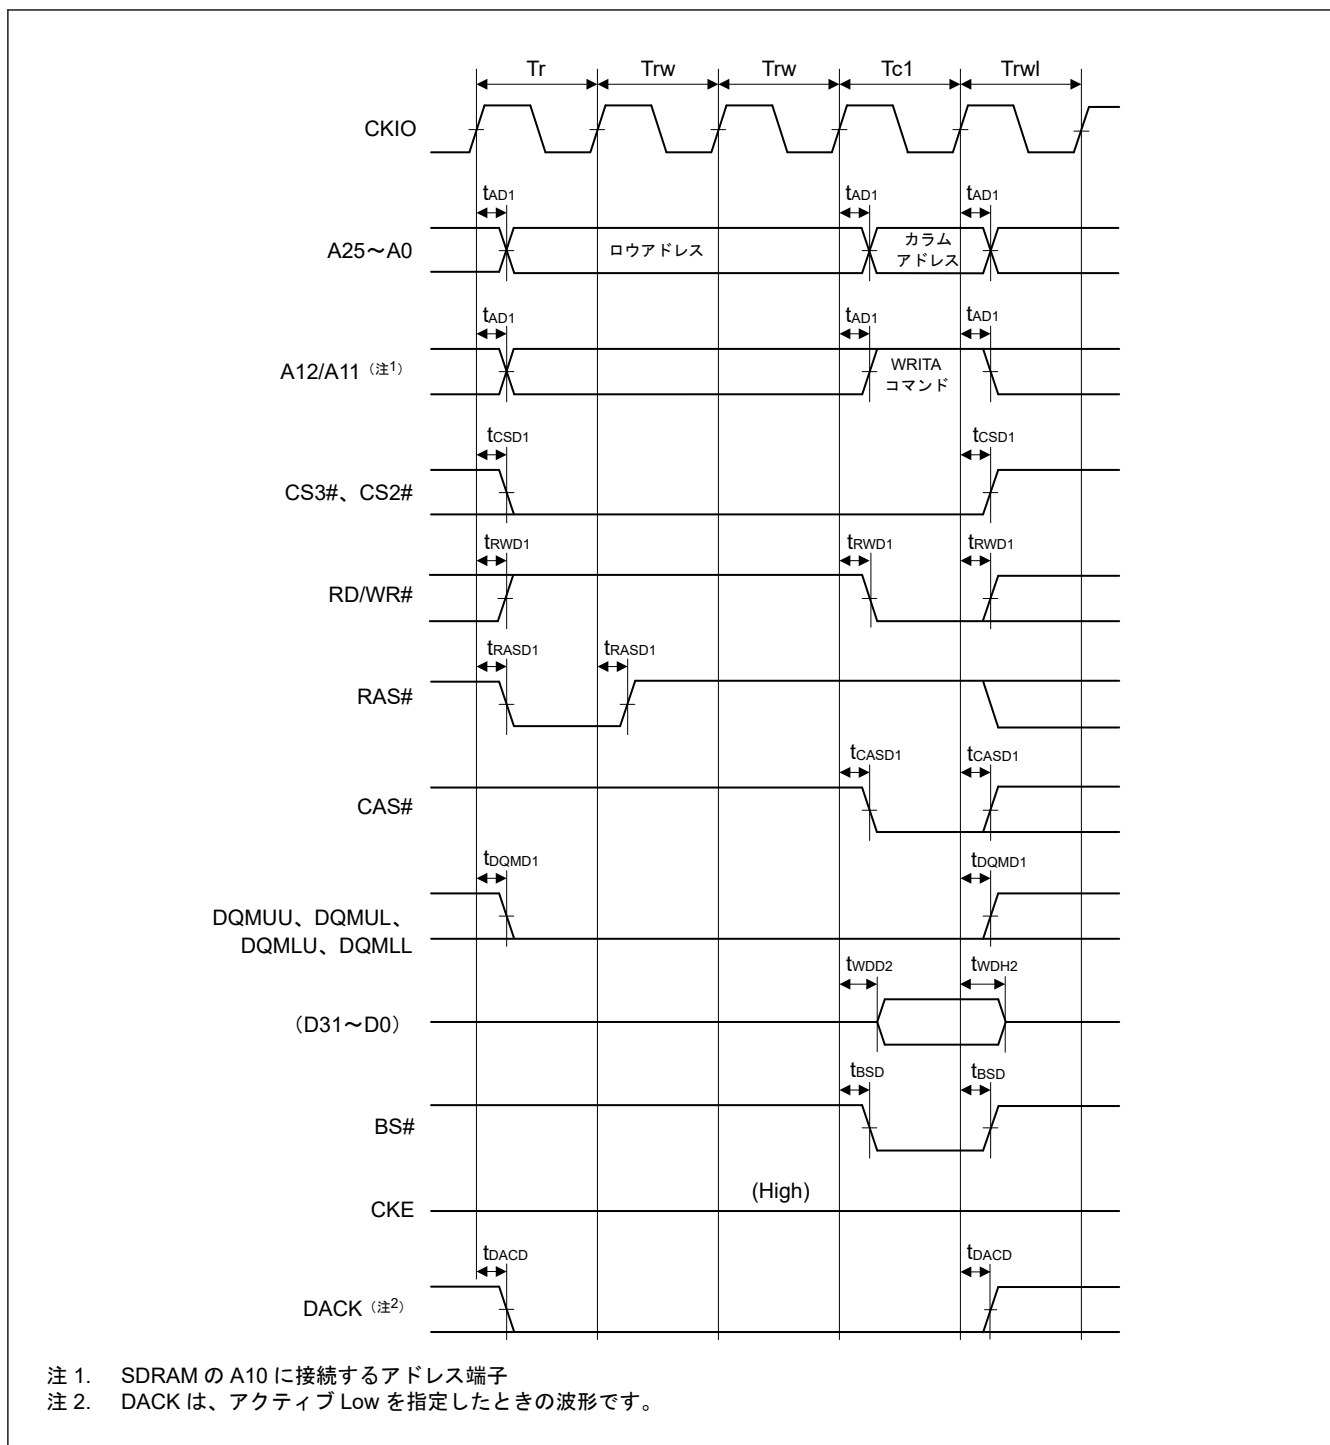 Tr Trw Trw Tc1 Trwl
CKIO
tAD1 tAD1 tAD1
A25～A0 ロウアドレス カラム
アドレス
tAD1 tAD1 tAD1
A12/A11（注1） WRITA
コマンド
tCSD1 tCSD1
CS3#、CS2#
tRWD1 tRWD1 tRWD1
RD/WR#
tRASD1 tRASD1
RAS#
tCASD1 tCASD1
CAS#
tDQMD1 tDQMD1
DQMUU、DQMUL、
DQMLU、DQMLL
tWDD2 tWDH2
（D31～D0）
tBSD tBSD
BS#
(High)
CKE
tDACD tDACD
DACK（注2）
注 1. SDRAM の A10 に接続するアドレス端子
注 2. DACK は、アクティブ Low を指定したときの波形です。